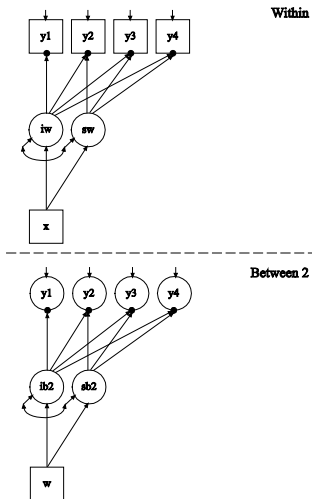 Within
y1 y2 y3 y4
iw sw
x
Between 2
y1 y2 y3 y4
ib2 sb2
w